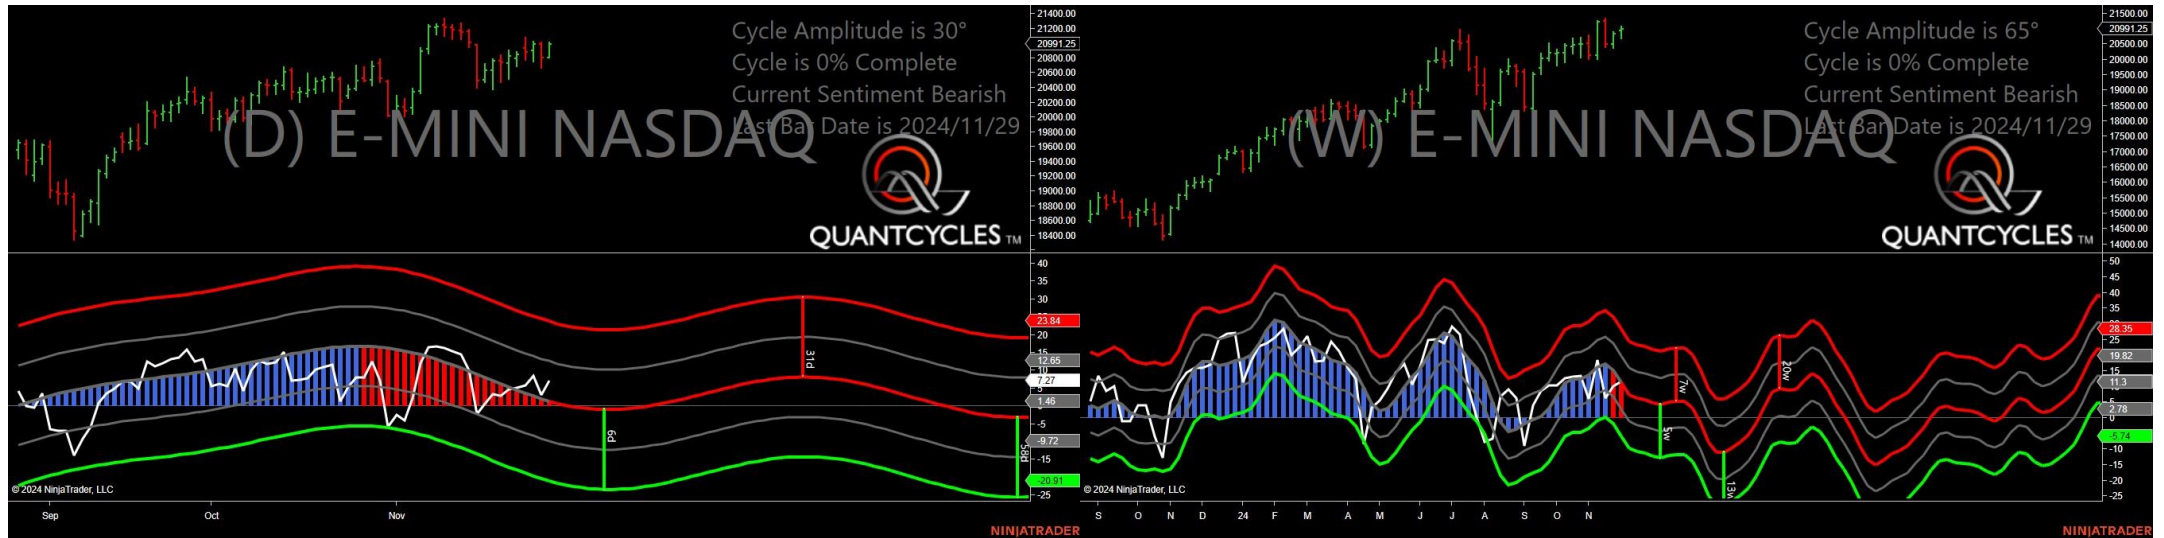 Cycle Amplitude is 30°
Cycle is 0% Complete
Current Sentiment Bearish
Last Bar Date is 2024/11/29
(D) E-MINI NASDAQ
QUANTCYCLES TM
21400.00
21200.00
20991.25
20800.00
20600.00
20400.00
20200.00
20000.00
19800.00
19600.00
19400.00
19200.00
19000.00
18800.00
18600.00
18400.00
40
35
30
23.84
20
15
12.65
10
7.27
5
1.46
-5
-9.72
-15
-20.91
-25
6d
31d
58d
© 2024 NinjaTrader, LLC
Sep Oct Nov
NINJATRADER
Cycle Amplitude is 65°
Cycle is 0% Complete
Current Sentiment Bearish
Last Bar Date is 2024/11/29
(W) E-MINI NASDAQ
QUANTCYCLES TM
21500.00
20991.25
20500.00
20000.00
19500.00
19000.00
18500.00
18000.00
17500.00
17000.00
16500.00
16000.00
15500.00
15000.00
14500.00
14000.00
50
45
40
35
28.35
25
19.82
15
11.3
5
2.78
0
-5.74
-10
-15
-20
-25
7w
5w
13w
20w
© 2024 NinjaTrader, LLC
S O N D 24 F M A M J J A S O N
NINJATRADER